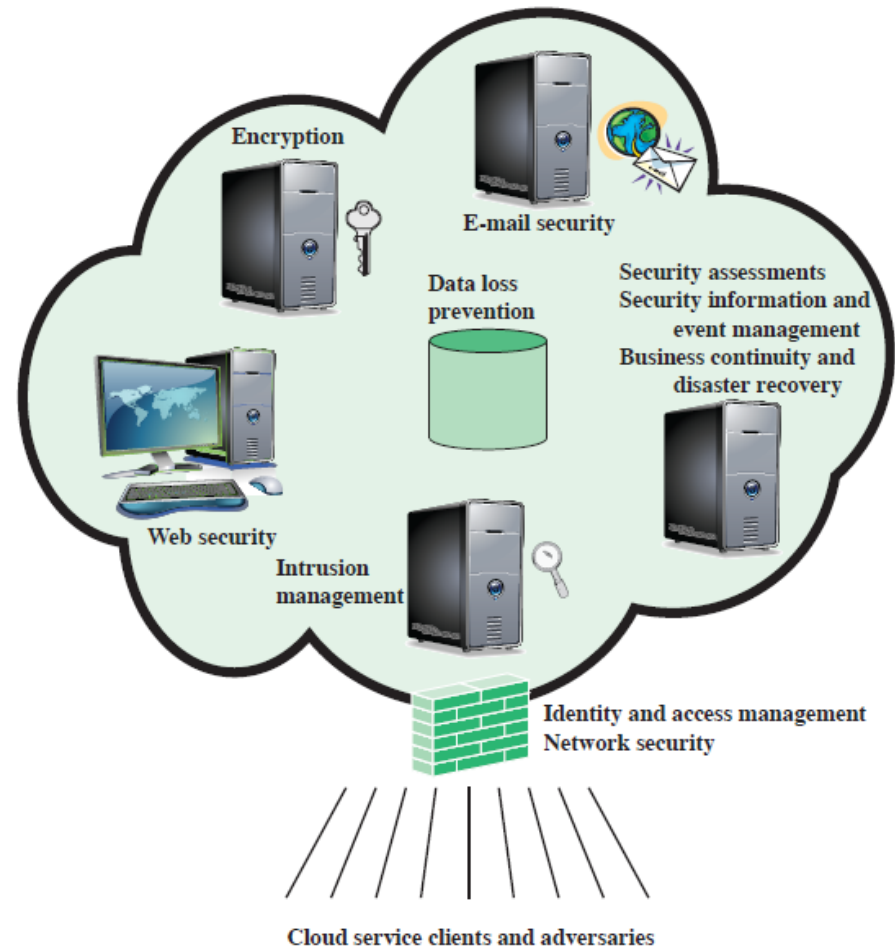 Encryption
E-mail security
Data loss
prevention
Security assessments
Security information and
event management
Business continuity and
disaster recovery
Web security
Intrusion
management
Identity and access management
Network security
Cloud service clients and adversaries